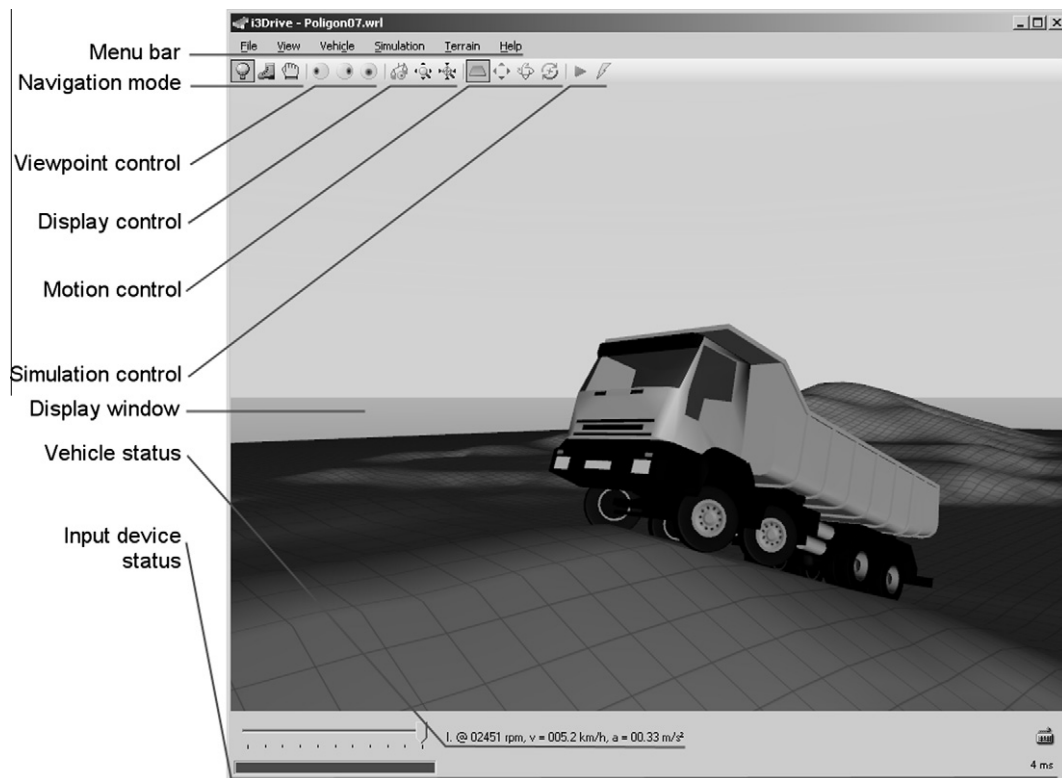 i3Drive - Poligon07.wrl
File View Vehicle Simulation Terrain Help
Menu bar
Navigation mode
Viewpoint control
Display control
Motion control
Simulation control
Display window
Vehicle status
Input device
status
I. @ 02451 rpm, v = 005.2 km/h, a = 00.33 m/s²
4 ms